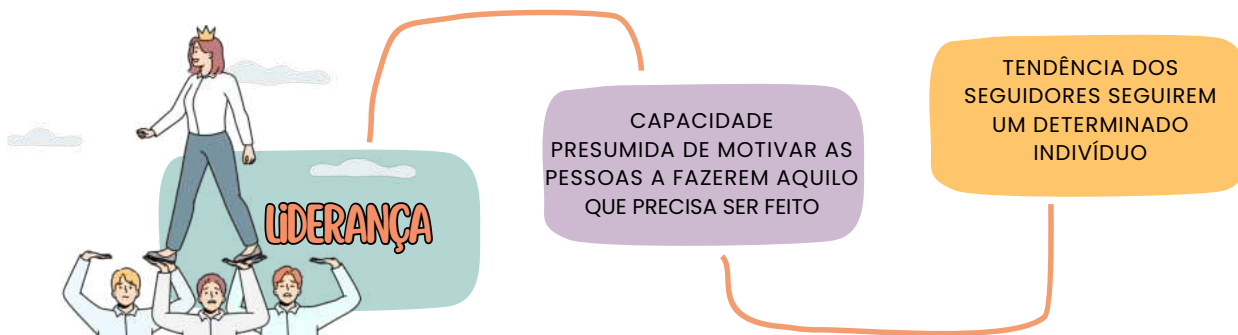 LIDERANÇA
CAPACIDADE
PRESUMIDA DE MOTIVAR AS
PESSOAS A FAZEREM AQUILO
QUE PRECISA SER FEITO
TENDÊNCIA DOS
SEGUIDORES SEGUIREM
UM DETERMINADO
INDIVÍDUO